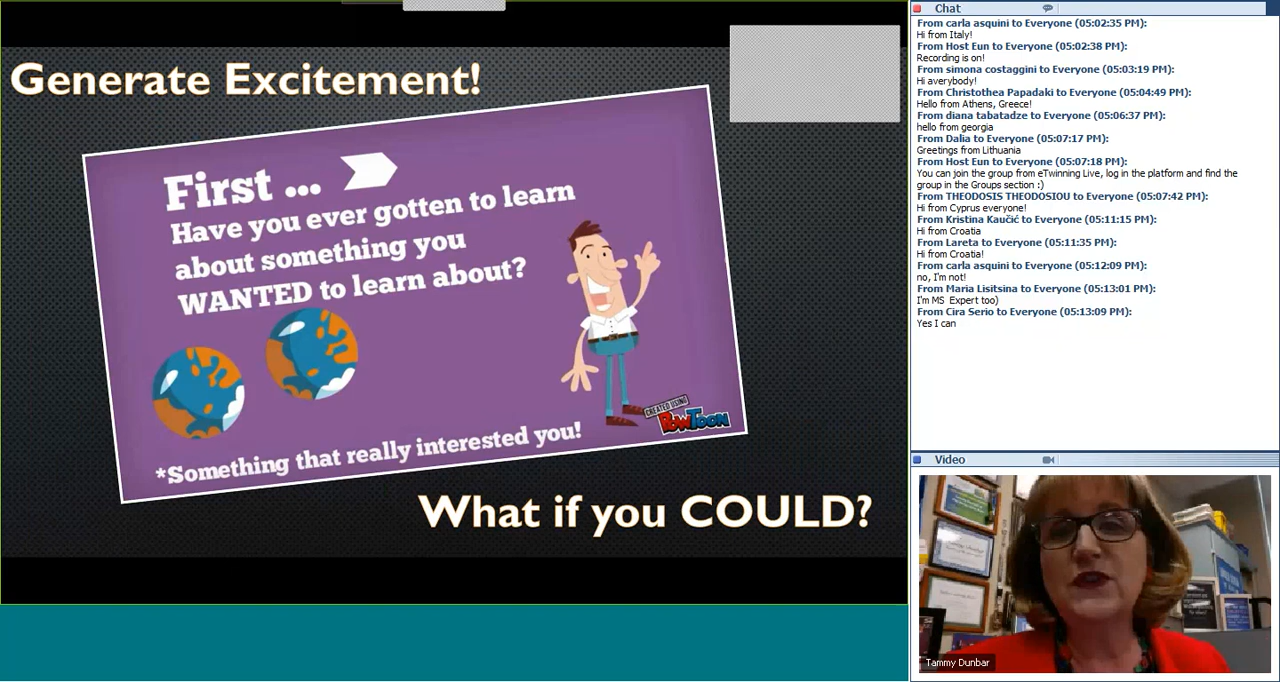 Generate Excitement!
First ...
Have you ever gotten to learn
about something you
WANTED to learn about?
*Something that really interested you!
CREATED USING
POWTOON
What if you COULD?
Chat
From carla asquini to Everyone (05:02:35 PM):
Hi from Italy!
From Host Eun to Everyone (05:02:38 PM):
Recording is on!
From simona costaggini to Everyone (05:03:19 PM):
Hi averybody!
From Christothea Papadaki to Everyone (05:04:49 PM):
Hello from Athens, Greece!
From diana tabatadze to Everyone (05:06:37 PM):
hello from georgia
From Dalia to Everyone (05:07:17 PM):
Greetings from Lithuania
From Host Eun to Everyone (05:07:18 PM):
You can join the group from eTwinning Live, log in the platform and find the
group in the Groups section :)
From THEODOSIS THEODOSIOU to Everyone (05:07:42 PM):
Hi from Cyprus everyone!
From Kristina Kaučić to Everyone (05:11:15 PM):
Hi from Croatia
From Lareta to Everyone (05:11:35 PM):
Hi from Croatia!
From carla asquini to Everyone (05:12:09 PM):
no, I'm not!
From Maria Lisitsina to Everyone (05:13:01 PM):
I'm MS  Expert too)
From Cira Serio to Everyone (05:13:09 PM):
Yes I can
Video
Tammy Dunbar